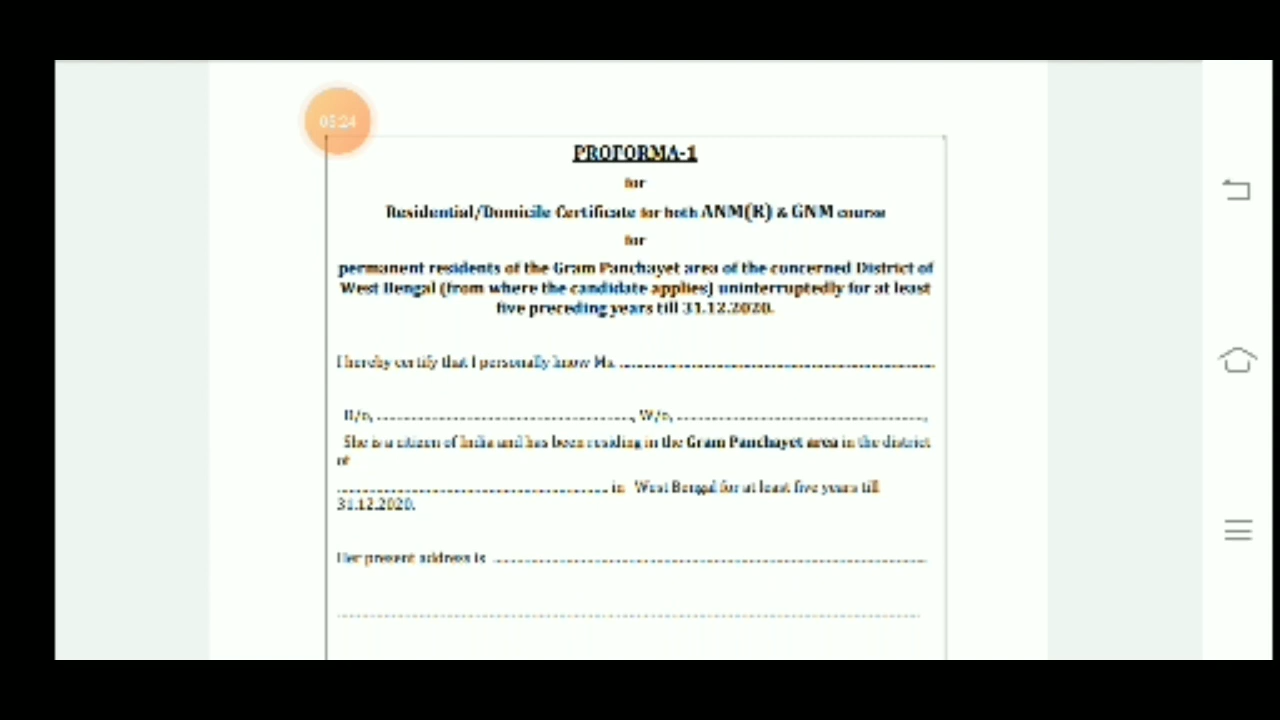 05:24
PROFORMA-1
for
Residential/Domicile Certificate for both ANM(R) & GNM course
for
permanent residents of the Gram Panchayet area of the concerned District of
West Bengal (from where the candidate applies) uninterruptedly for at least
five preceding years till 31.12.2020.
I hereby certify that I personally know Ms. ................................................................................
D/o, ................................................................, W/o, ..............................................................,
She is a citizen of India and has been residing in the Gram Panchayet area in the district
of
.................................................................... in West Bengal for at least five years till
31.12.2020.
Her present address is ............................................................................................................
..................................................................................................................................................